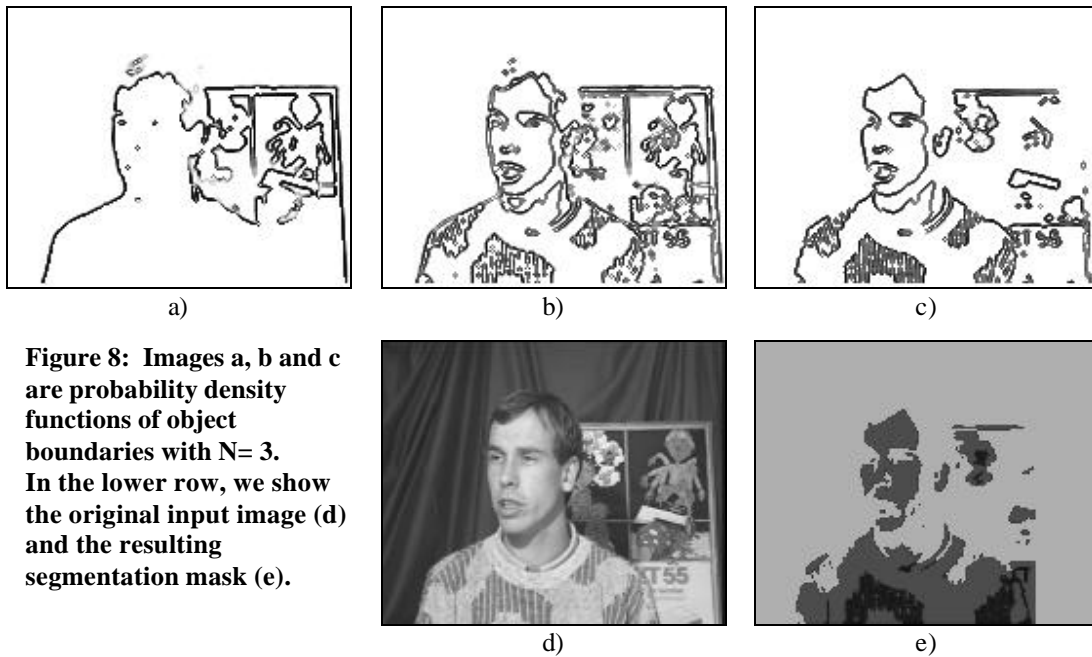 a)
b)
c)
Figure 8: Images a, b and c
are probability density
functions of object
boundaries with N= 3.
In the lower row, we show
the original input image (d)
and the resulting
segmentation mask (e).
55
d)
e)